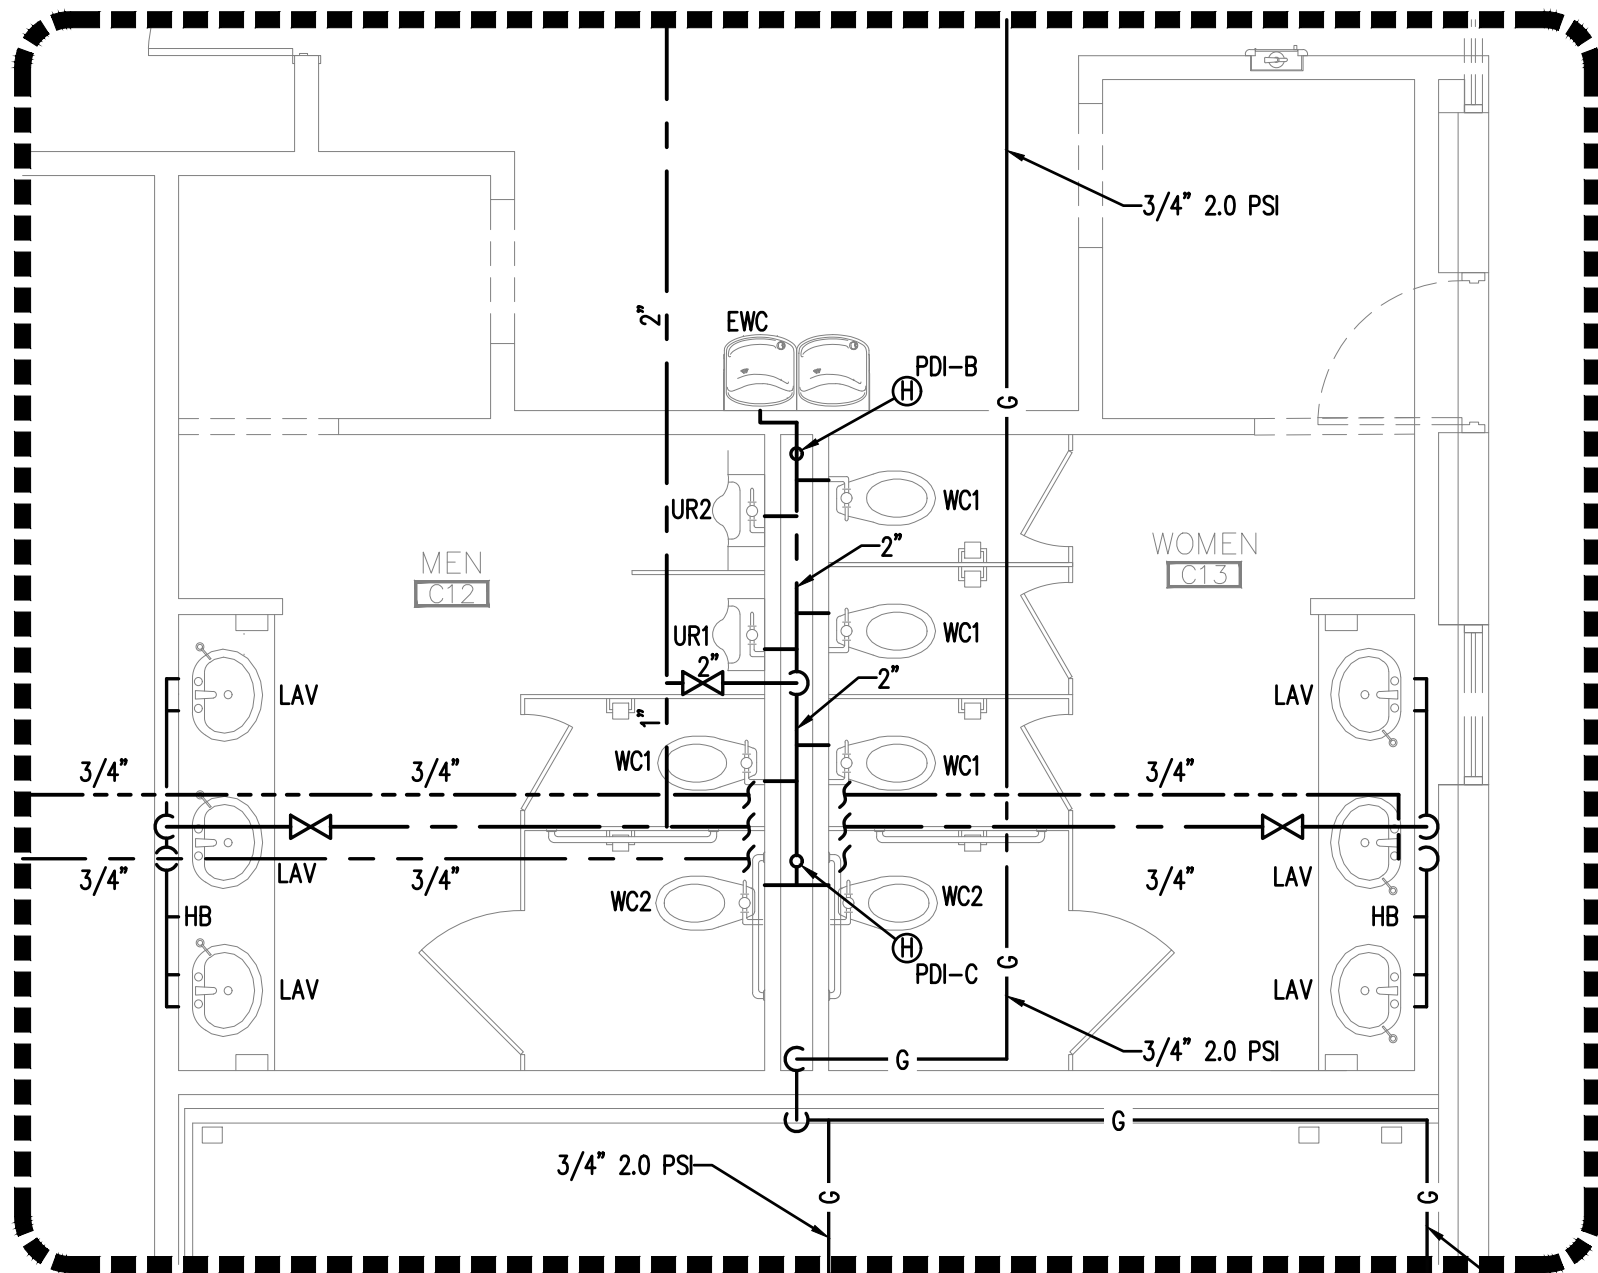 3/4" 2.0 PSI
2"
EWC
H
PDI-B
G
UR2
WC1
2"
MEN
C12
WOMEN
C13
UR1
WC1
2"
2"
LAV
LAV
1"
WC1
WC1
3/4"
3/4"
3/4"
3/4"
3/4"
LAV
LAV
3/4"
HB
WC2
WC2
HB
H
PDI-C
G
LAV
LAV
G
3/4" 2.0 PSI
G
3/4" 2.0 PSI
G
G